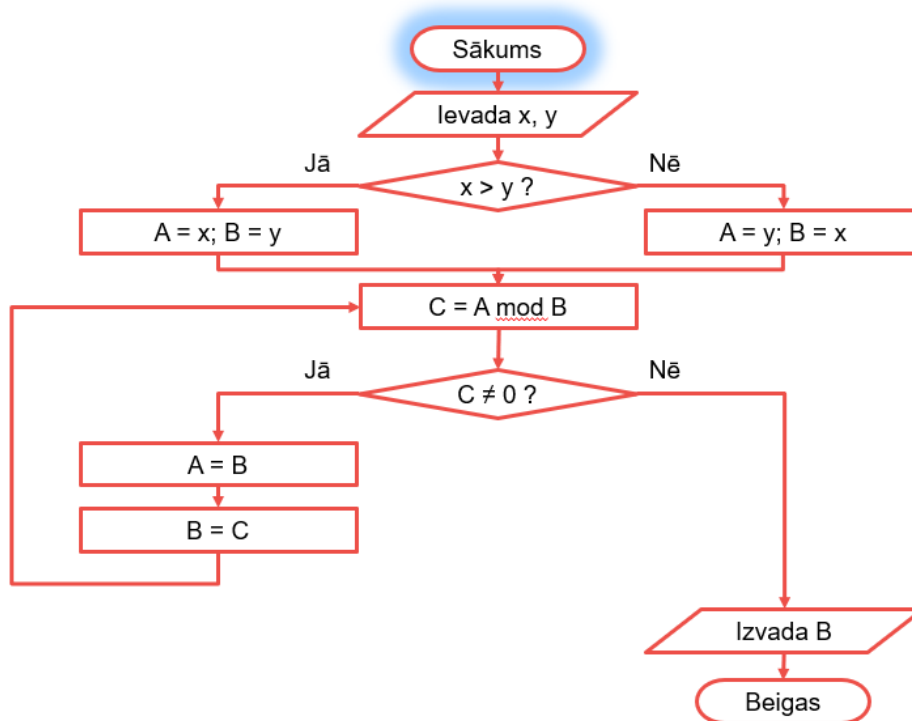 Sākums
Ievada x, y
Jā
Nē
x > y ?
A = x; B = y
A = y; B = x
C = A mod B
Jā
Nē
C ≠ 0 ?
A = B
B = C
Izvada B
Beigas